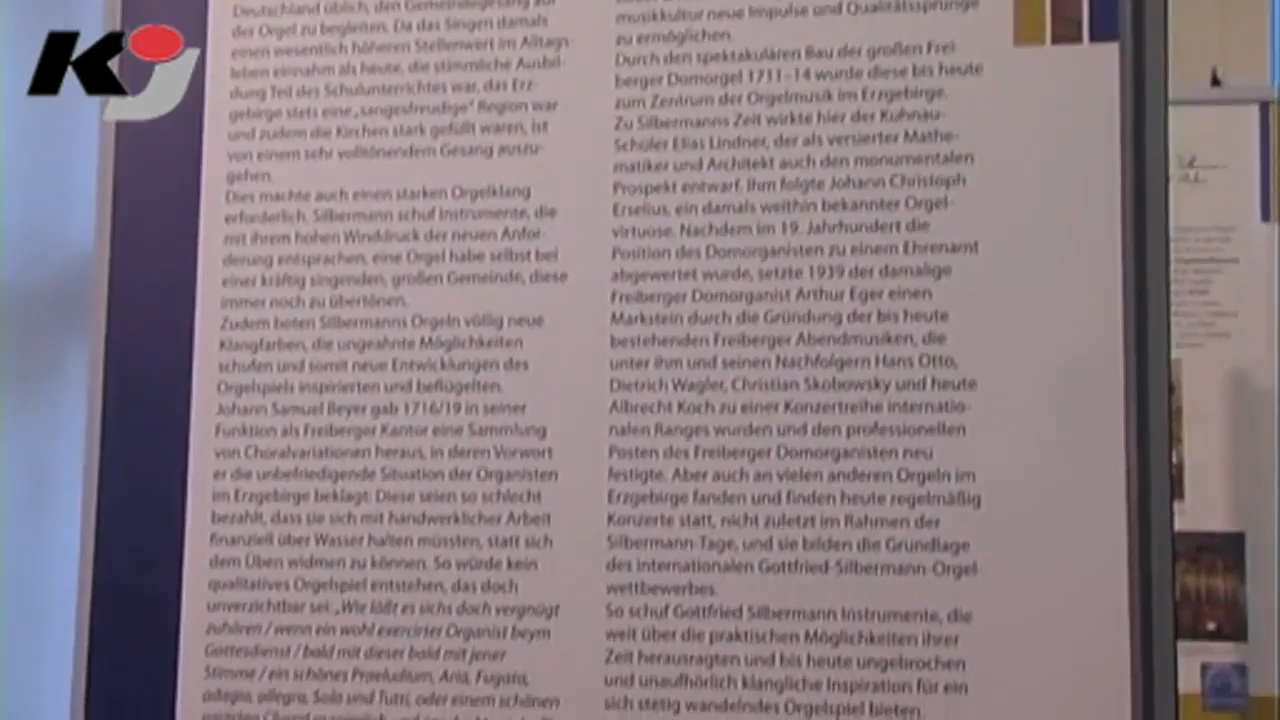 KJ
Deutschland üblich, den Gemeindegesang auf
der Orgel zu begleiten. Da das Singen damals
einen wesentlich höheren Stellenwert im Alltags-
leben einnahm als heute, die stimmliche Ausbil-
dung Teil des Schulunterrichtes war, das Erz-
gebirge stets eine „sangesfreudige“ Region war
und zudem die Kirchen stark gefüllt waren, ist
von einem sehr volltönendem Gesang auszu-
gehen.
Dies machte auch einen starken Orgelklang
erforderlich. Silbermann schuf Instrumente, die
mit ihrem hohen Winddruck der neuen Anfor-
derung entsprachen, eine Orgel habe selbst bei
einer kräftig singenden, großen Gemeinde, diese
immer noch zu übertönen.
Zudem boten Silbermanns Orgeln völlig neue
Klangfarben, die ungeahnte Möglichkeiten
schufen und somit neue Entwicklungen des
Orgelspiels inspirierten und beflügelten.
Johann Samuel Beyer gab 1716/19 in seiner
Funktion als Freiberger Kantor eine Sammlung
von Choralvariationen heraus, in deren Vorwort
er die unbefriedigende Situation der Organisten
im Erzgebirge beklagt: Diese seien so schlecht
bezahlt, dass sie sich mit handwerklicher Arbeit
finanziell über Wasser halten müssten, statt sich
dem Üben widmen zu können. So würde kein
qualitatives Orgelspiel entstehen, das doch
unverzichtbar sei: „Wie läßt es sichs doch vergnügt
zuhören / wenn ein wohl exercirter Organist beym
Gottesdienst / bald mit dieser bald mit jener
Stimme / ein schönes Praeludium, Aria, Fugata,
adagio, allegro, Solo und Tutti, oder einem schönen
musikkultur neue Impulse und Qualitätssprünge
zu ermöglichen.
Durch den spektakulären Bau der großen Frei-
berger Domorgel 1711-14 wurde diese bis heute
zum Zentrum der Orgelmusik im Erzgebirge.
Zu Silbermanns Zeit wirkte hier der Kuhnau-
Schüler Elias Lindner, der als versierter Mathe-
matiker und Architekt auch den monumentalen
Prospekt entwarf. Ihm folgte Johann Christoph
Erselius, ein damals weithin bekannter Orgel-
virtuose. Nachdem im 19. Jahrhundert die
Position des Domorganisten zu einem Ehrenamt
abgewertet wurde, setzte 1939 der damalige
Freiberger Domorganist Arthur Eger einen
Markstein durch die Gründung der bis heute
bestehenden Freiberger Abendmusiken, die
unter ihm und seinen Nachfolgern Hans Otto,
Dietrich Wagler, Christian Skobowsky und heute
Albrecht Koch zu einer Konzertreihe internatio-
nalen Ranges wurden und den professionellen
Posten des Freiberger Domorganisten neu
festigte. Aber auch an vielen anderen Orgeln im
Erzgebirge fanden und finden heute regelmäßig
Konzerte statt, nicht zuletzt im Rahmen der
Silbermann-Tage, und sie bilden die Grundlage
des Internationalen Gottfried-Silbermann-Orgel-
wettbewerbes.
So schuf Gottfried Silbermann Instrumente, die
weit über die praktischen Möglichkeiten ihrer
Zeit herausragten und bis heute ungebrochen
und unaufhörlich klangliche Inspiration für ein
sich stetig wandelndes Orgelspiel bieten.